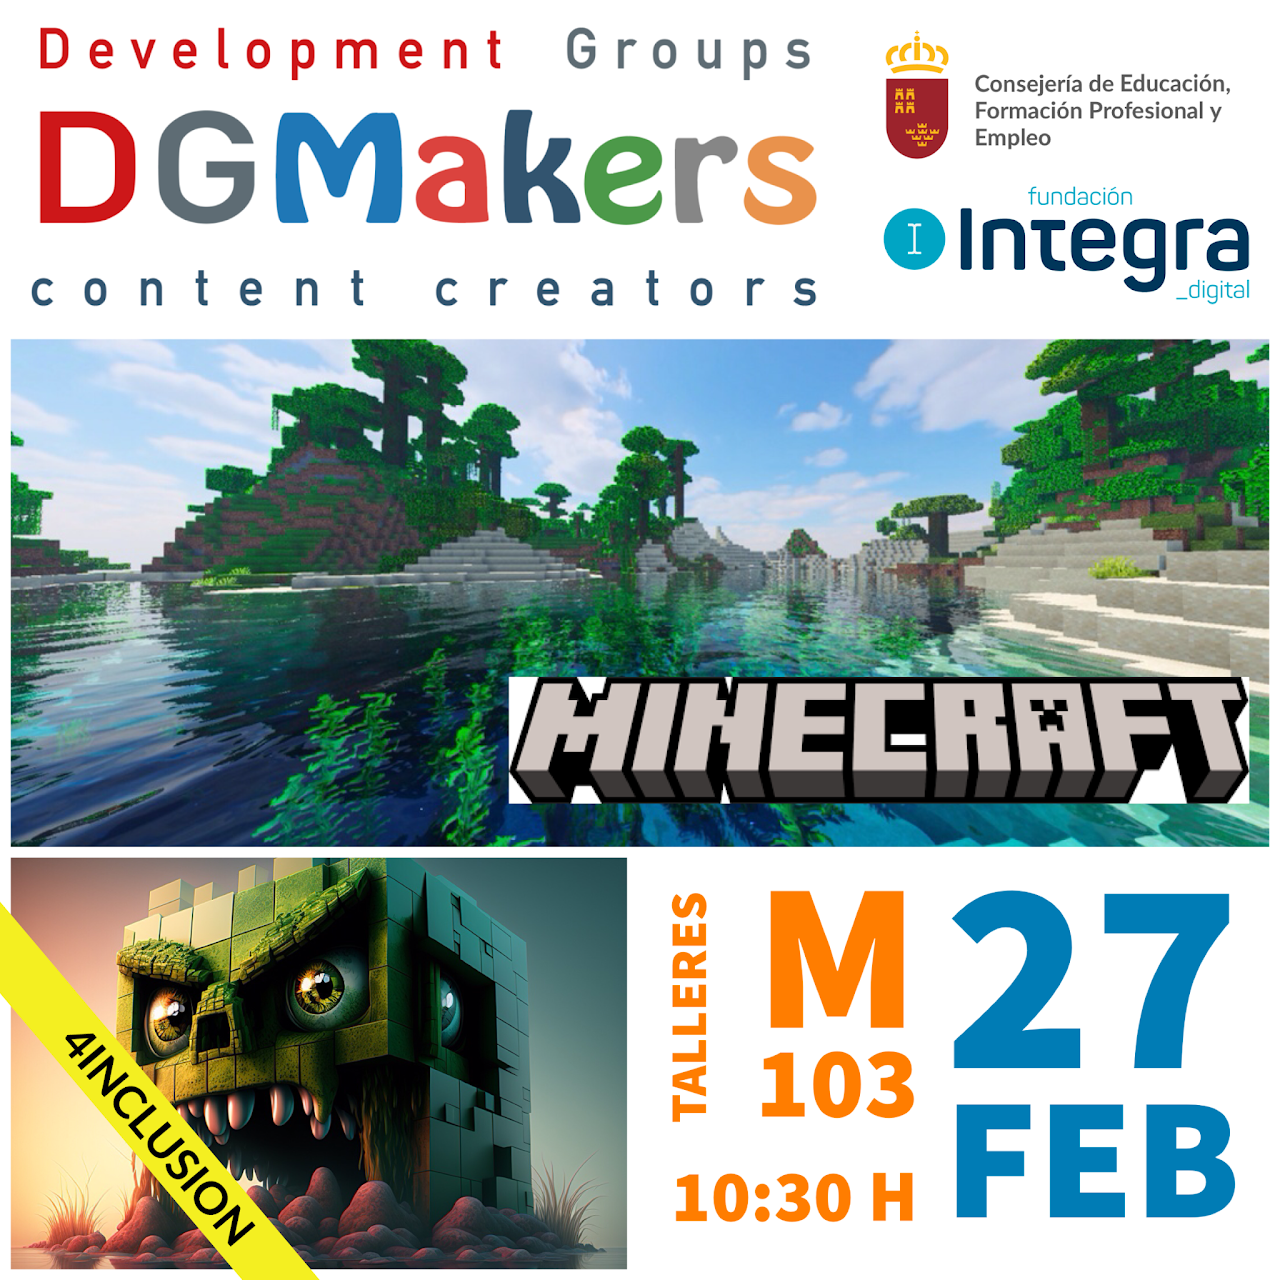 Development Groups
DGMakers
content creators
Consejería de Educación,
Formación Profesional y
Empleo
fundación
Integra
_digital
MINECRAFT
4INCLUSION
TALLERES
M
103
10:30 H
27
FEB